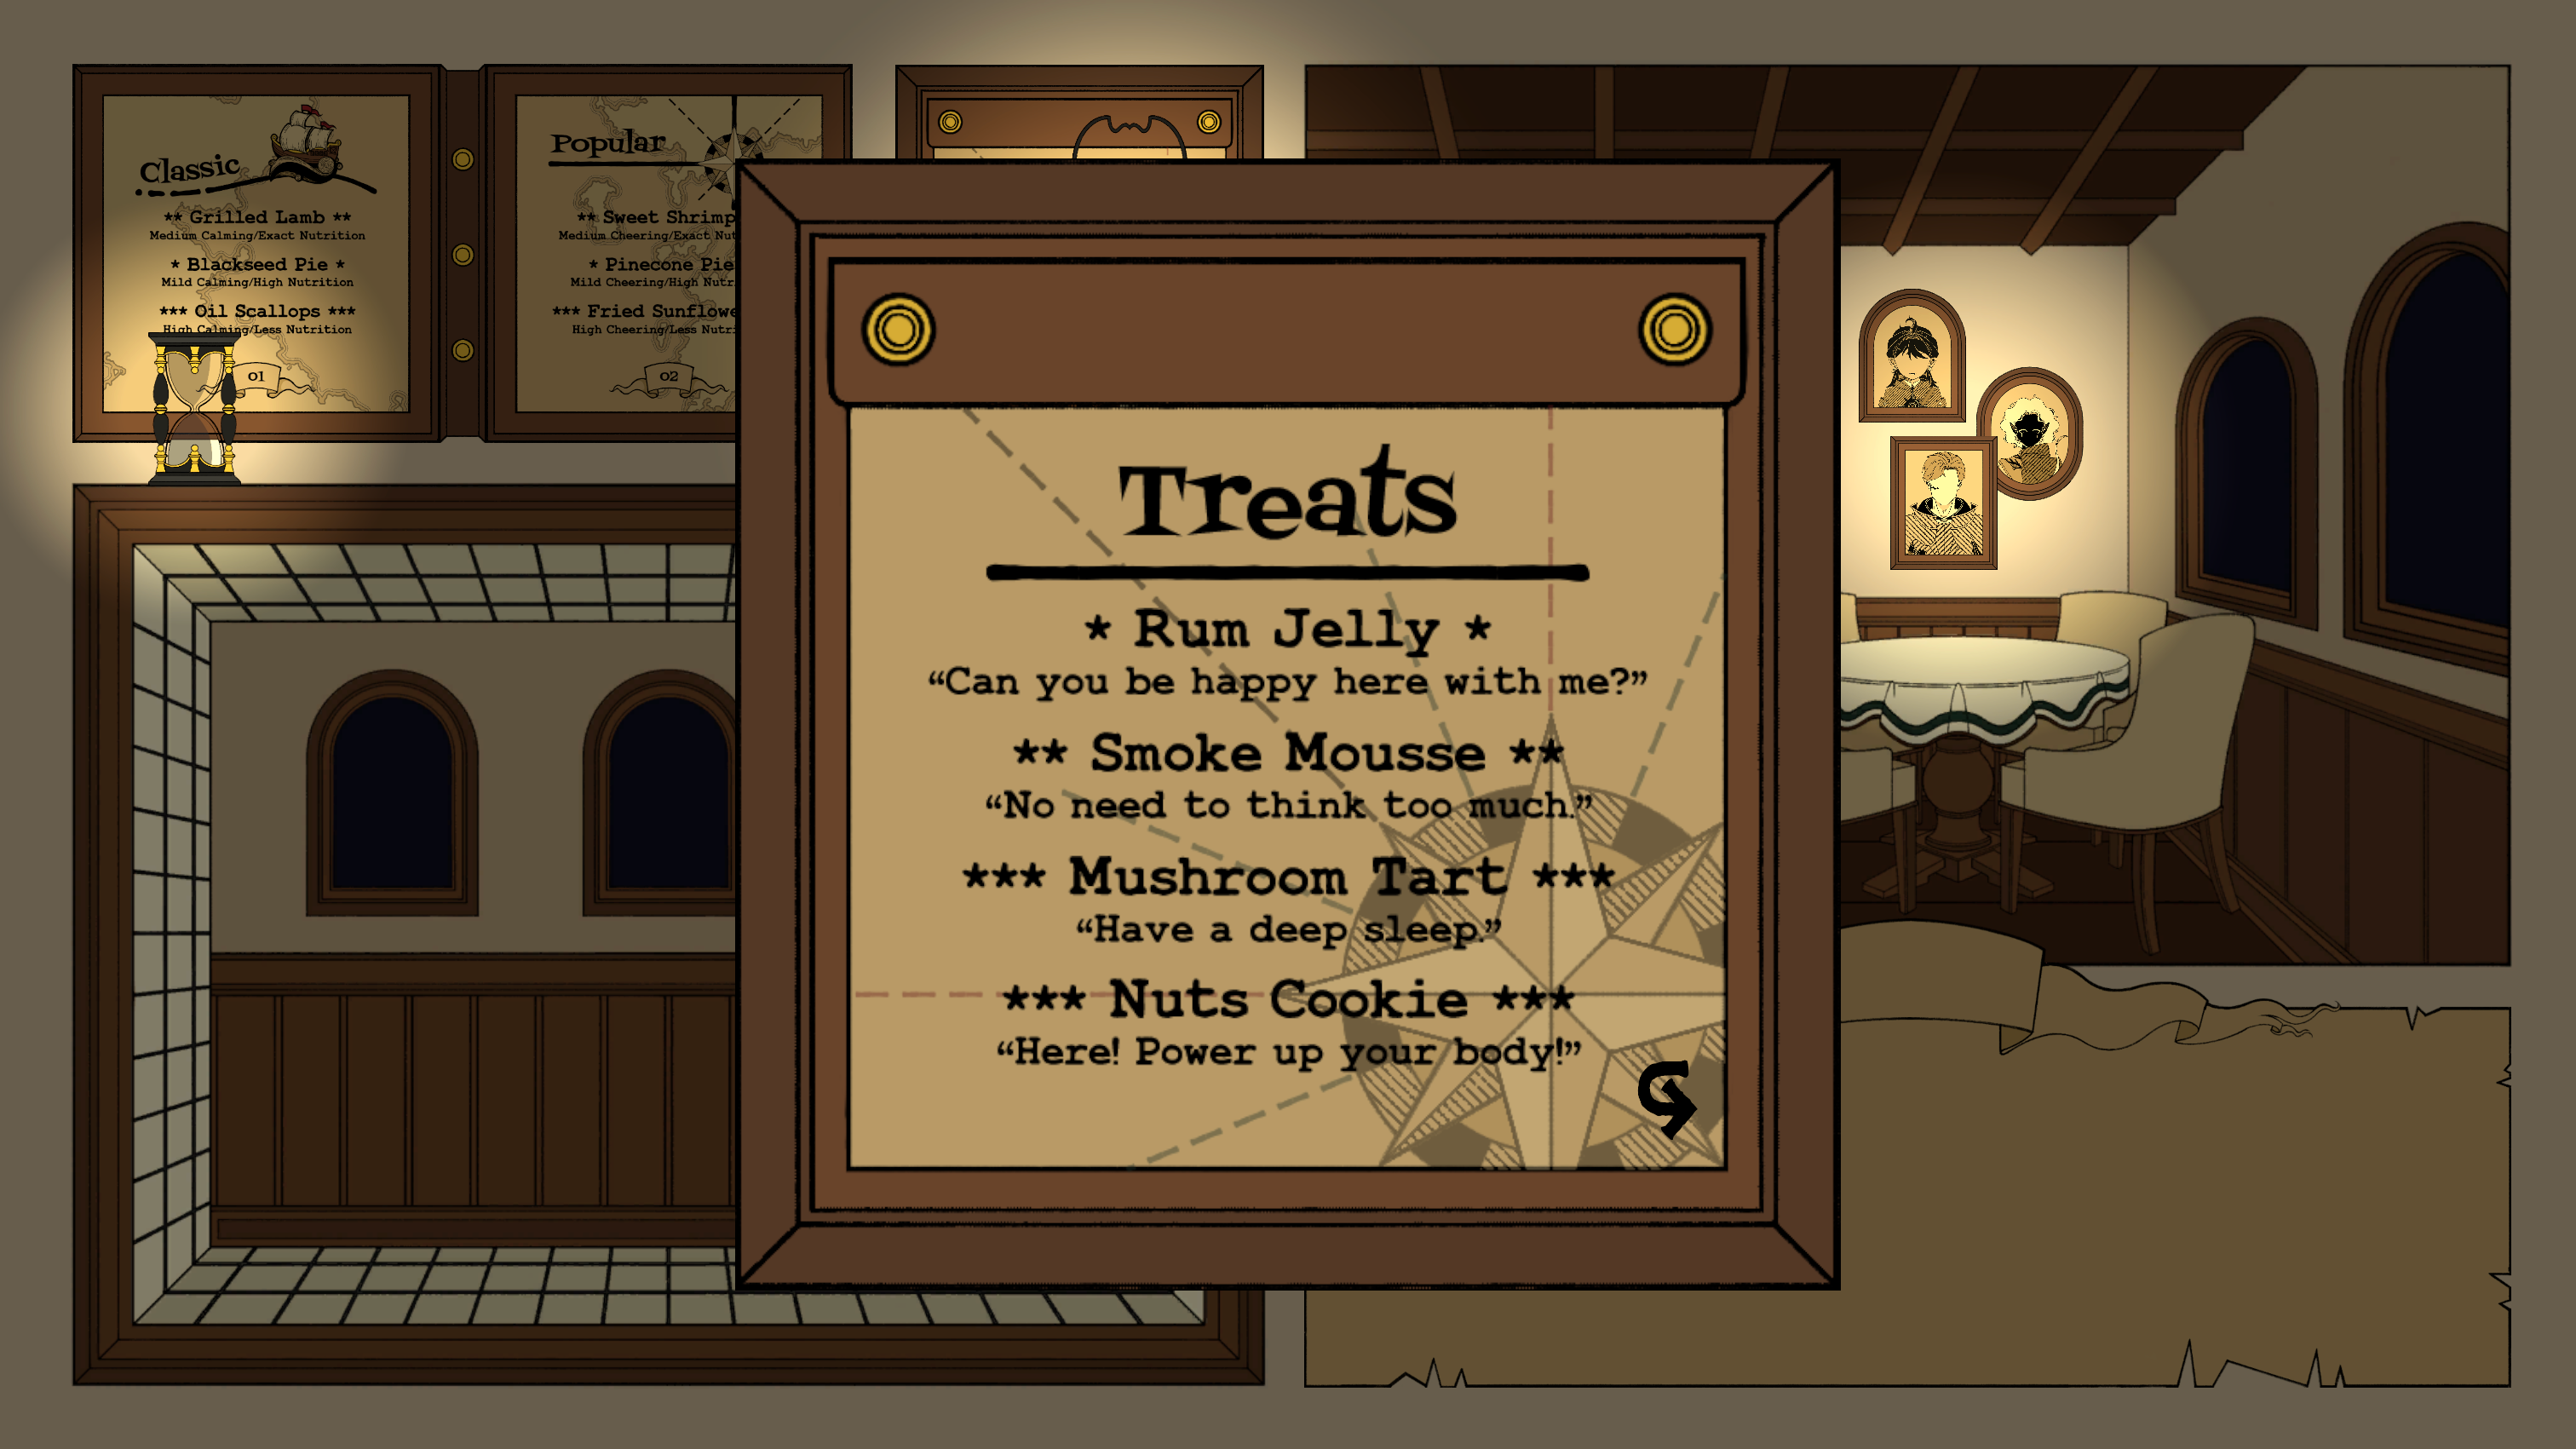 Classic
** Grilled Lamb **
Medium Calming/Exact Nutrition
* Blackseed Pie *
Mild Calming/High Nutrition
*** Oil Scallops ***
High Calming/Less Nutrition
01
Popular
** Sweet Shrimp
Medium Cheering/Exact
* Pinecone Pie
Mild Cheering/High
*** Fried
High Cheering/Less
02
Treats
* Rum Jelly *
“Can you be happy here with me?”
** Smoke Mousse **
“No need to think too much.”
*** Mushroom Tart ***
“Have a deep sleep.”
*** Nuts Cookie ***
“Here! Power up your body!”